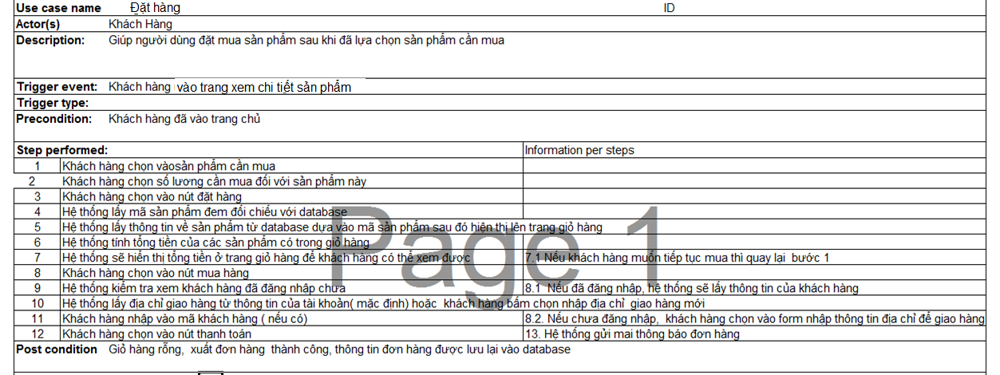 Use case name Đặt hàng ID
Actor(s) Khách Hàng
Description: Giúp người dùng đặt mua sản phẩm sau khi đã lựa chọn sản phẩm cần mua
Trigger event: Khách hàng vào trang xem chi tiết sản phẩm
Trigger type:
Precondition: Khách hàng đã vào trang chủ
Step performed: Information per steps
1 Khách hàng chọn vàosản phẩm cần mua
2 Khách hàng chọn số lương cần mua đối với sản phẩm này
3 Khách hàng chọn vào nút đặt hàng
4 Hệ thống lấy mã sản phẩm đem đối chiếu với database
5 Hệ thống lấy thông tin về sản phẩm từ database dựa vào mã sản phẩm sau đó hiện thị lên trang giỏ hàng
6 Hệ thống tính tổng tiền của các sản phẩm có trong giỏ hàng
7 Hệ thống sẽ hiển thị tổng tiền ở trang giỏ hàng để khách hàng có thể xem được 7.1 Nếu khách hàng muốn tiếp tục mua thì quay lại bước 1
8 Khách hàng chọn vào nút mua hàng
9 Hệ thống kiểm tra xem khách hàng đã đăng nhập chưa 8.1 Nếu đã đăng nhập, hệ thống sẽ lấy thông tin của khách hàng
10 Hệ thống lấy địa chỉ giao hàng từ thông tin của tài khoản( mặc định) hoặc khách hàng bấm chọn nhập địa chỉ giao hàng mới
11 Khách hàng nhập vào mã khách hàng ( nếu có) 8.2. Nếu chưa đăng nhập, khách hàng chọn vào form nhập thông tin địa chỉ để giao hàng
12 Khách hàng chọn vào nút thanh toán 13. Hệ thống gửi mai thông báo đơn hàng
Post condition Giỏ hàng rỗng, xuất đơn hàng thành công, thông tin đơn hàng được lưu lại vào database
Page 1